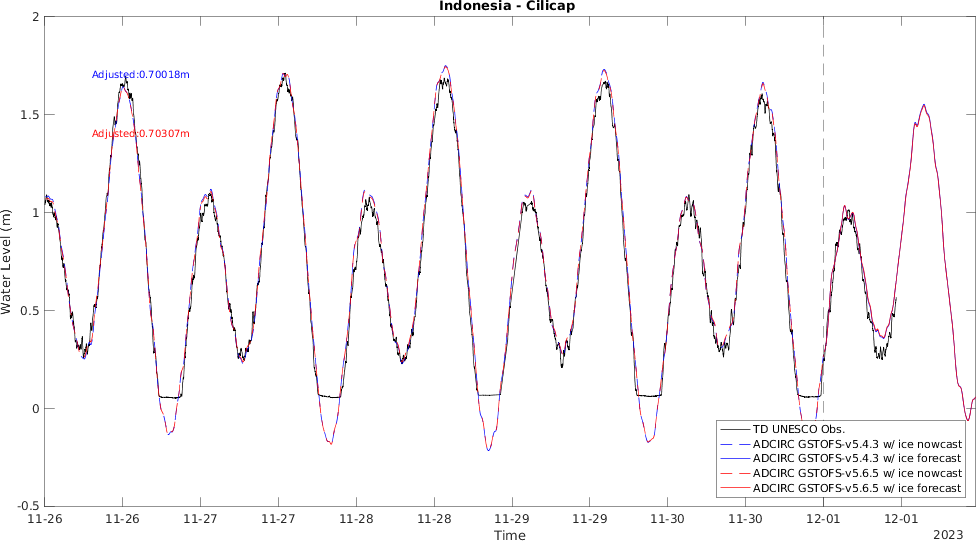 Indonesia - Cilicap
2
Adjusted:0.70018m
1.5
Adjusted:0.70307m
1
Water Level (m)
0.5
0
TD UNESCO Obs.
ADCIRC GSTOFS-v5.4.3 w/ ice nowcast
ADCIRC GSTOFS-v5.4.3 w/ ice forecast
ADCIRC GSTOFS-v5.6.5 w/ ice nowcast
ADCIRC GSTOFS-v5.6.5 w/ ice forecast
-0.5
11-26 11-26 11-27 11-27 11-28 11-28 11-29 11-29 11-30 11-30 12-01 12-01
Time
2023